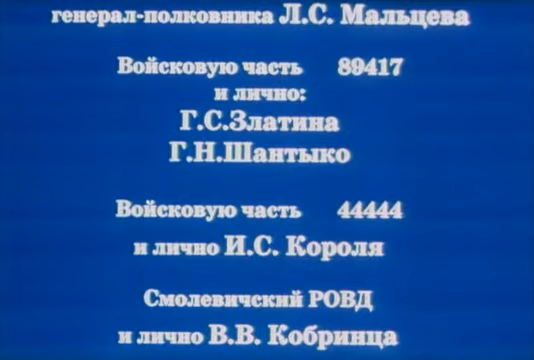 генерал-полковника Л.С. Мальцева
Войсковую часть 89417
и лично:
Г.С.Златина
Г.Н.Шантыко
Войсковую часть 44444
и лично И.С. Короля
Смолевичский РОВД
и лично В.В. Кобринца